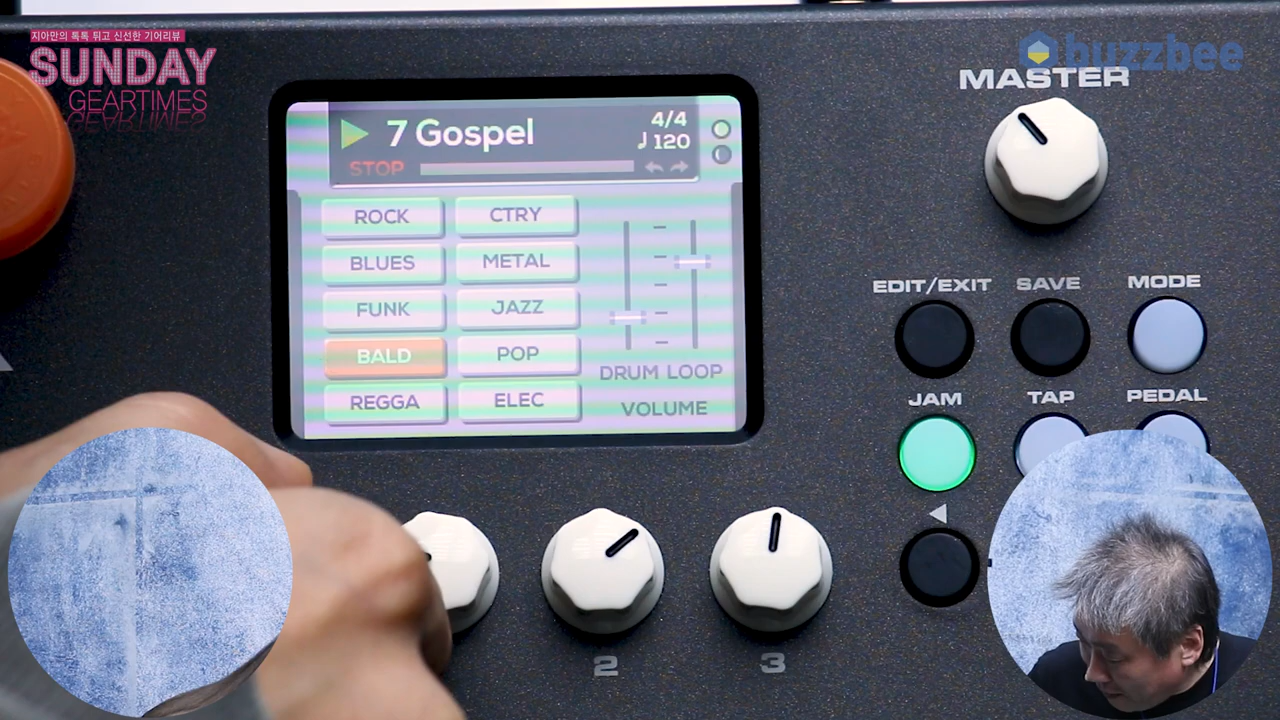 지아만의 톡톡 튀고 신선한 기어리뷰
SUNDAY
GEARTIMES
buzzbee
MASTER
7 Gospel
4/4
♩120
STOP
ROCK
CTRY
BLUES
METAL
FUNK
JAZZ
BALD
POP
REGGA
ELEC
DRUM LOOP
VOLUME
EDIT/EXIT
SAVE
MODE
JAM
TAP
PEDAL
2
3